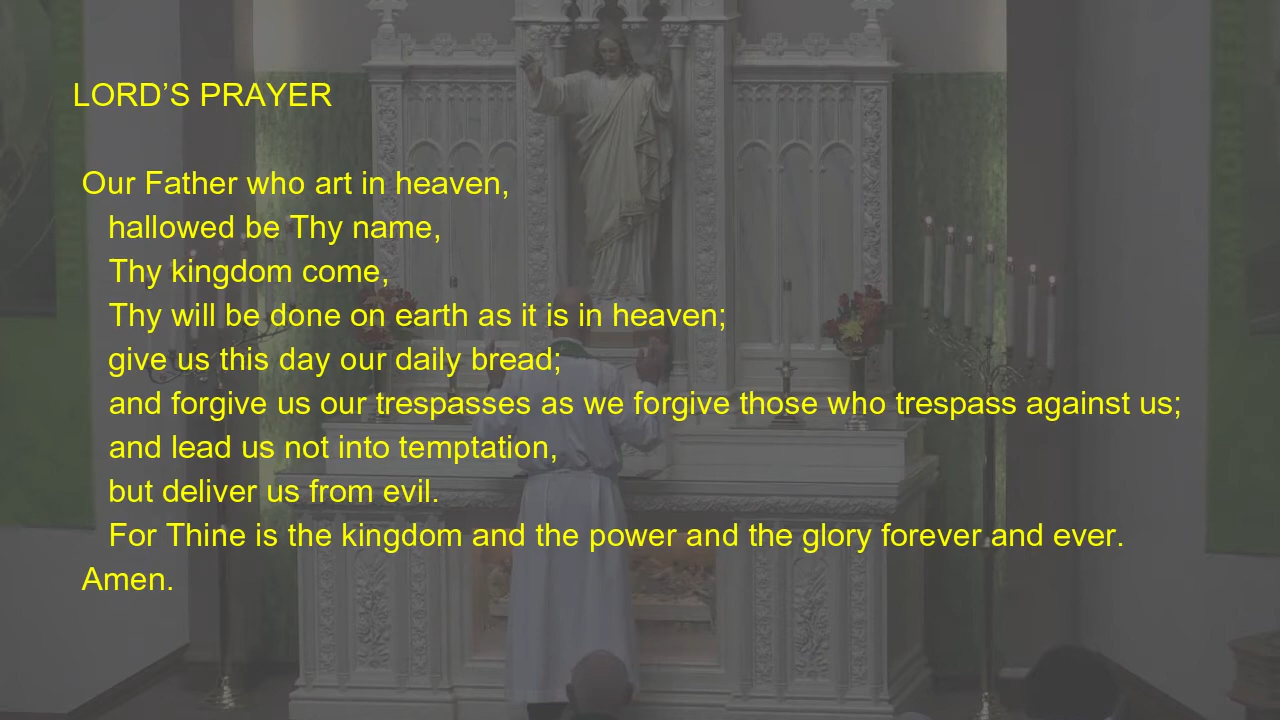 LORD’S PRAYER
Our Father who art in heaven,
hallowed be Thy name,
Thy kingdom come,
Thy will be done on earth as it is in heaven;
give us this day our daily bread;
and forgive us our trespasses as we forgive those who trespass against us;
and lead us not into temptation,
but deliver us from evil.
For Thine is the kingdom and the power and the glory forever and ever.
Amen.